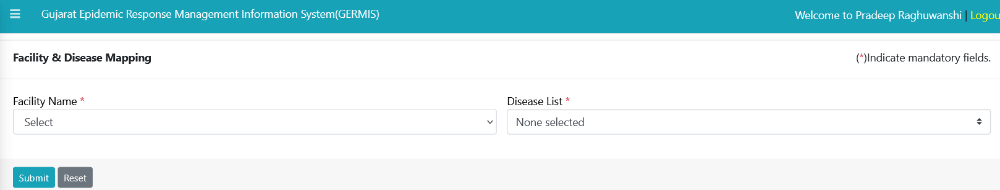 Gujarat Epidemic Response Management Information System(GERMIS)
Welcome to Pradeep Raghuwanshi | Logou
Facility & Disease Mapping
(*)Indicate mandatory fields.
Facility Name *
Disease List *
Select
None selected
Submit
Reset